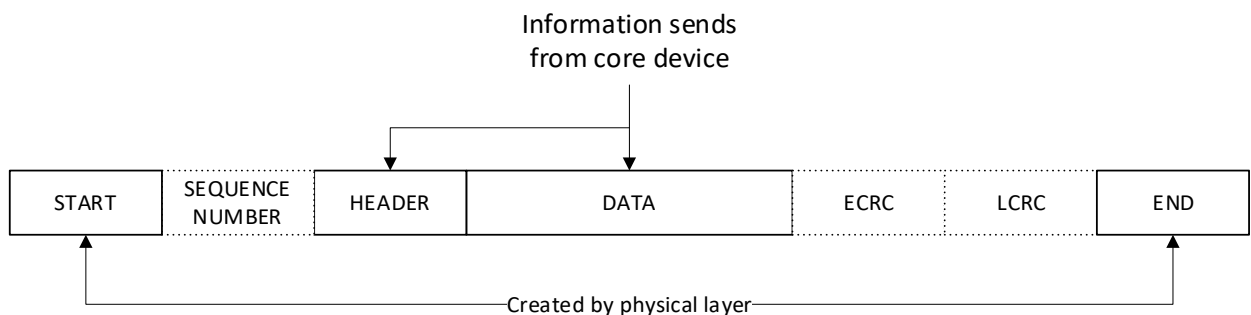 Information sends
from core device
START
SEQUENCE
NUMBER
HEADER
DATA
ECRC
LCRC
END
Created by physical layer